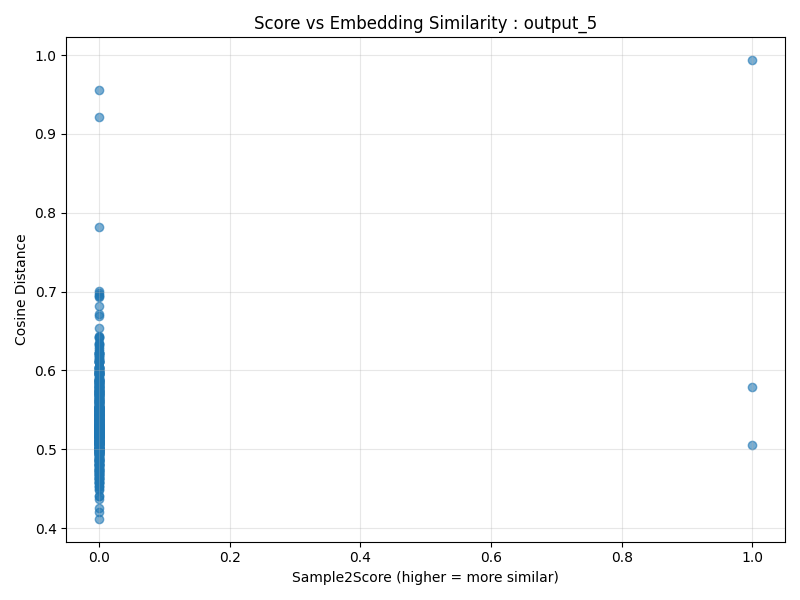 Score vs Embedding Similarity : output_5
1.0
0.9
0.8
0.7
0.6
0.5
0.4
Cosine Distance
0.0 0.2 0.4 0.6 0.8 1.0
Sample2Score (higher = more similar)